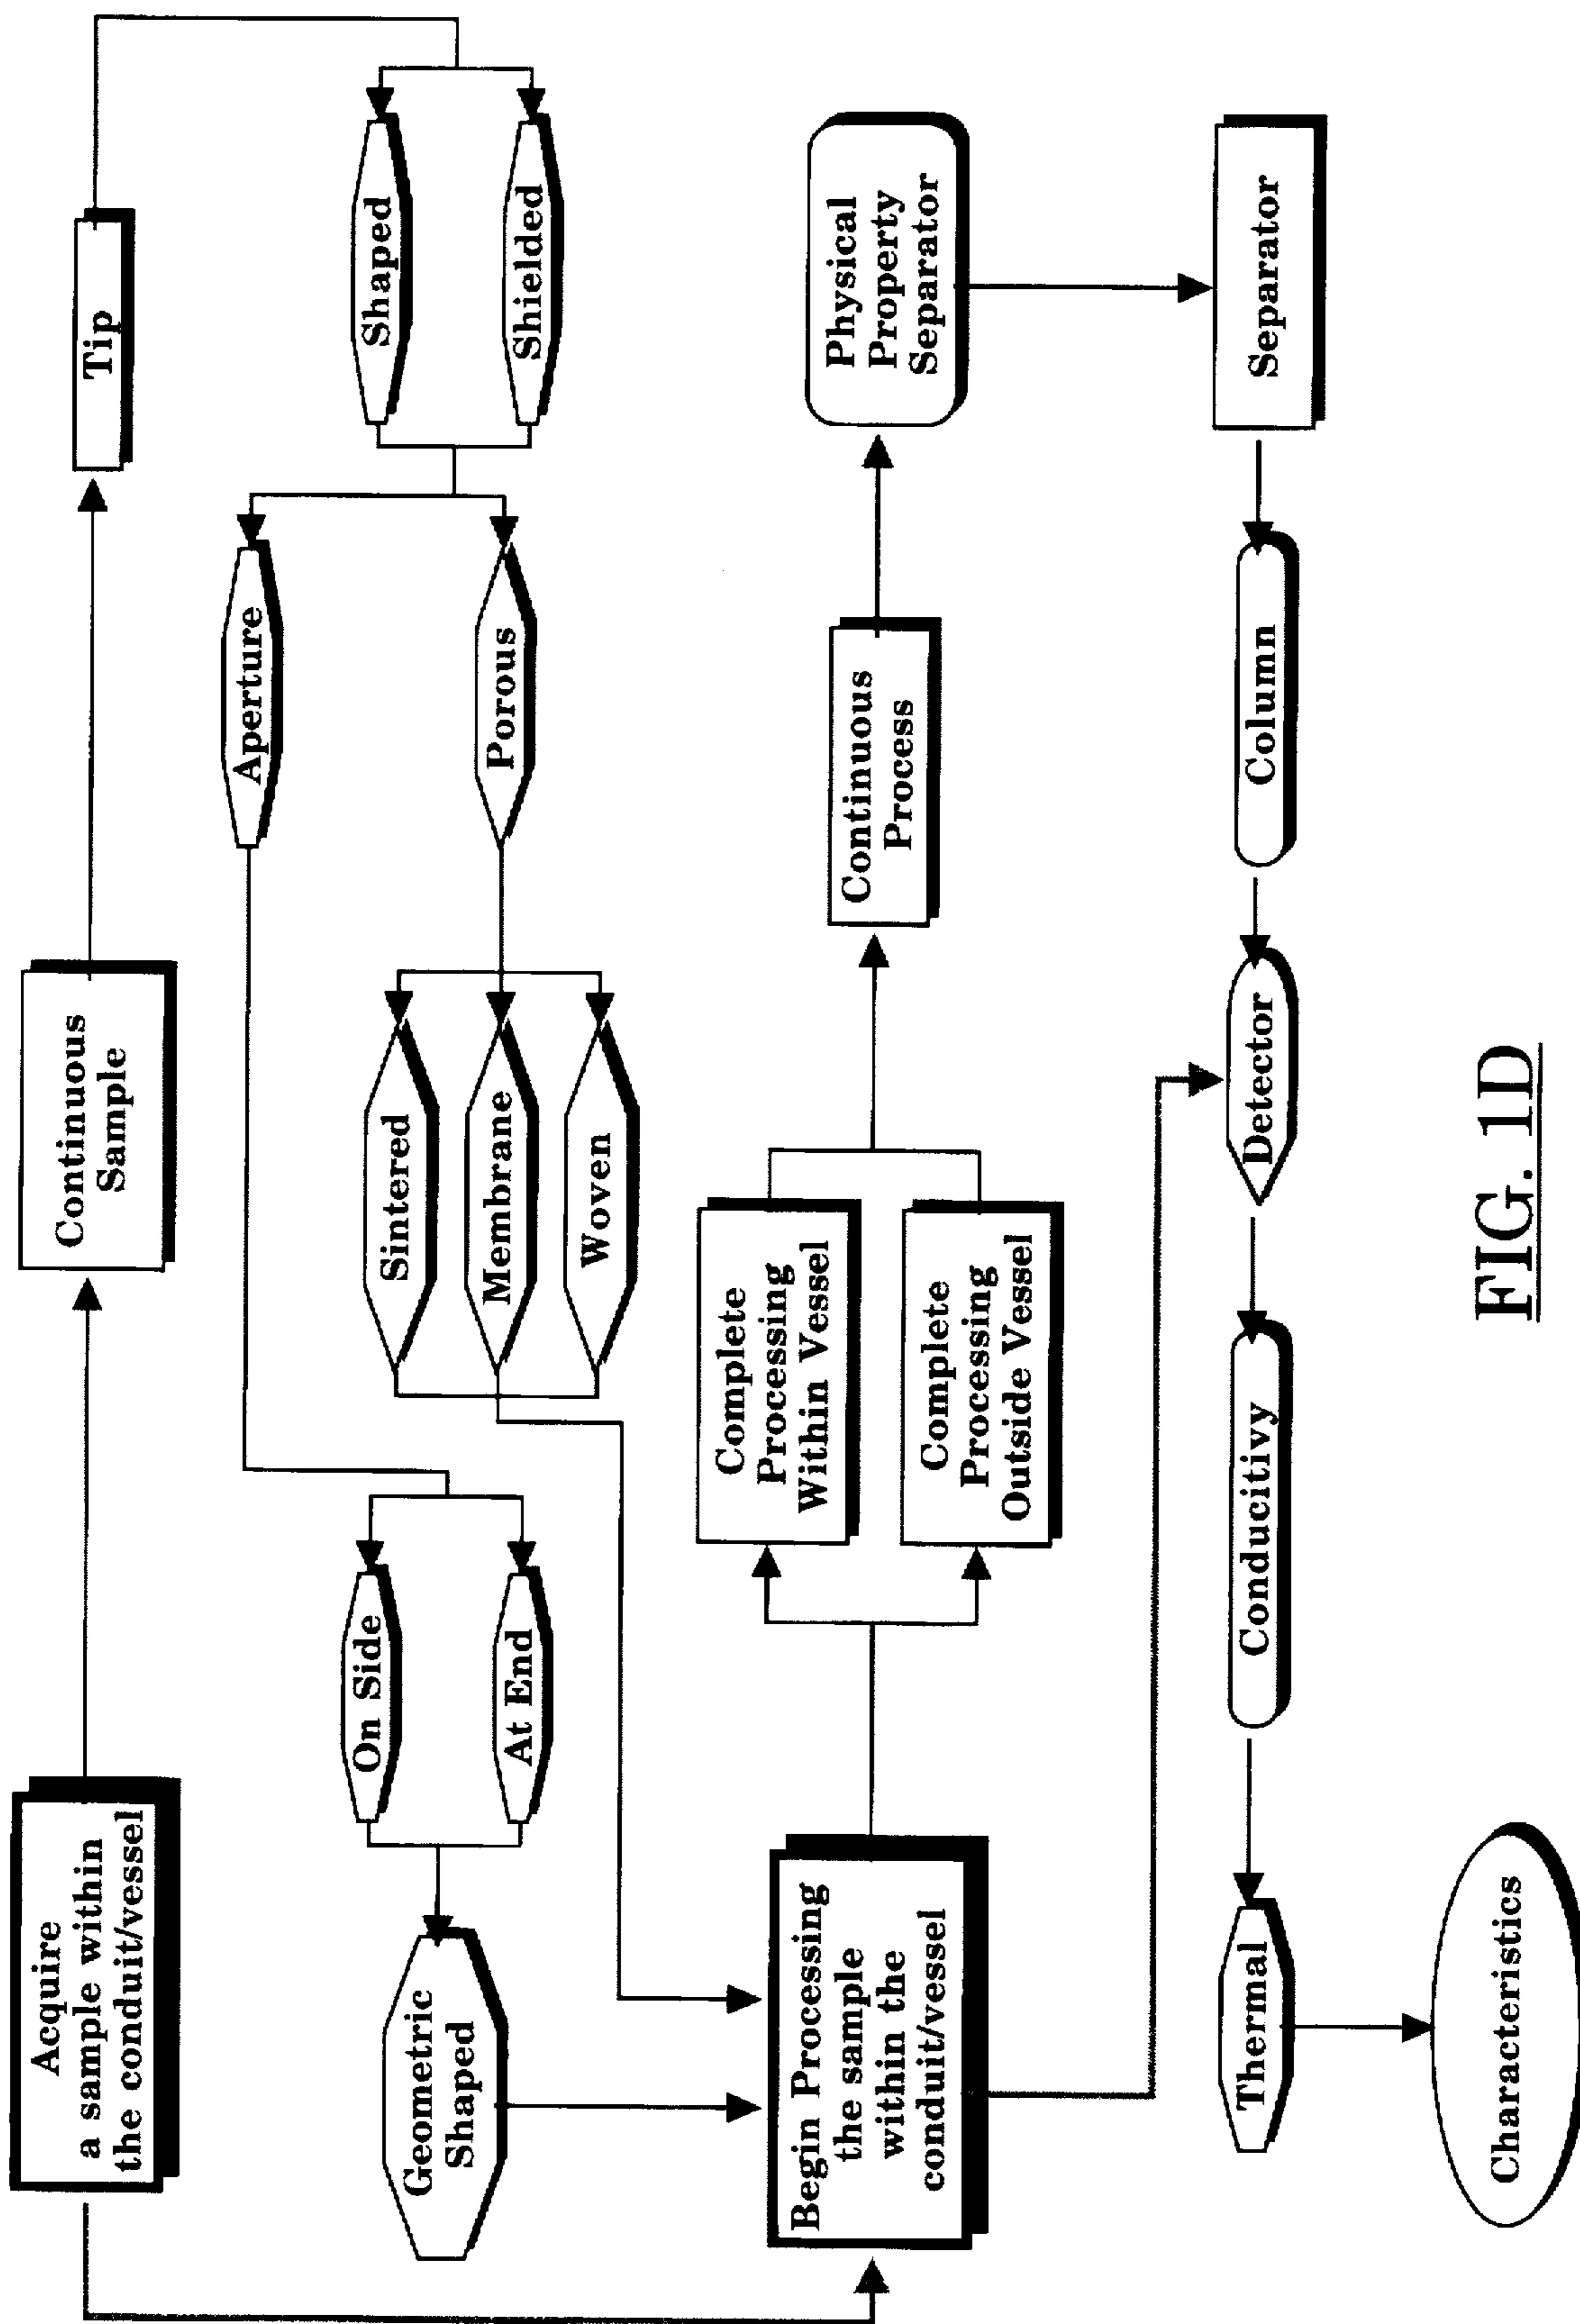 Acquire
a sample within
the conduit/vessel
Continuous
Sample
Tip
Shaped
Shielded
Aperture
Porous
Sintered
Membrane
Woven
On Side
At End
Geometric
Shaped
Begin Processing
the sample
within the
conduit/vessel
Complete
Processing
Within Vessel
Complete
Processing
Outside Vessel
Continuous
Process
Physical
Property
Separator
Separator
Column
Detector
Conducitivy
Thermal
Characteristics
FIG. 1D